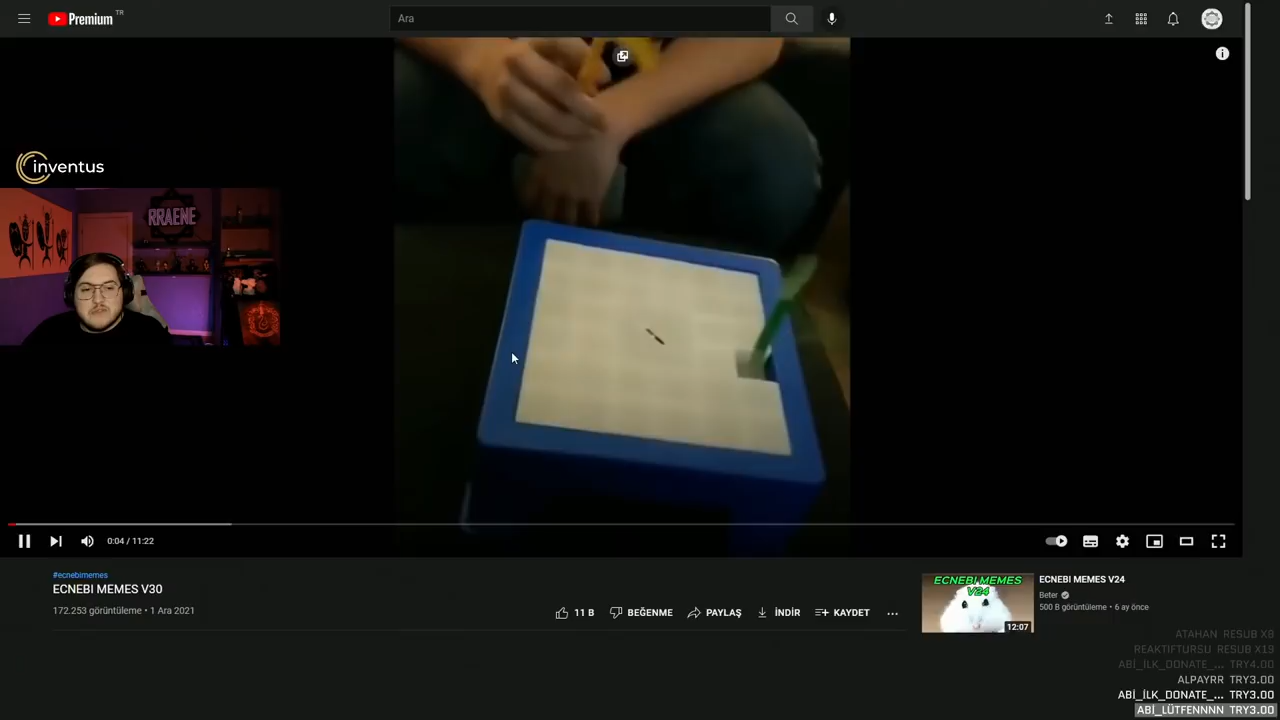 Premium TR
Ara
inventus
RRAENE
0:04 / 11:22
#ecnebimemes
ECNEBI MEMES V30
172.253 görüntüleme • 1 Ara 2021
11 B
BEĞENME
PAYLAŞ
İNDİR
KAYDET
ECNEBI MEMES
V24
12:07
ECNEBI MEMES V24
Beter
500 B görüntüleme • 6 ay önce
ATAHAN RESUB X8
REAKTIFTURSU RESUB X19
ABİ_İLK_DONATE_... TRY4.00
ALPAYRR TRY3.00
ABİ_İLK_DONATE_... TRY3.00
ABİ_LÜTFENNNN TRY3.00